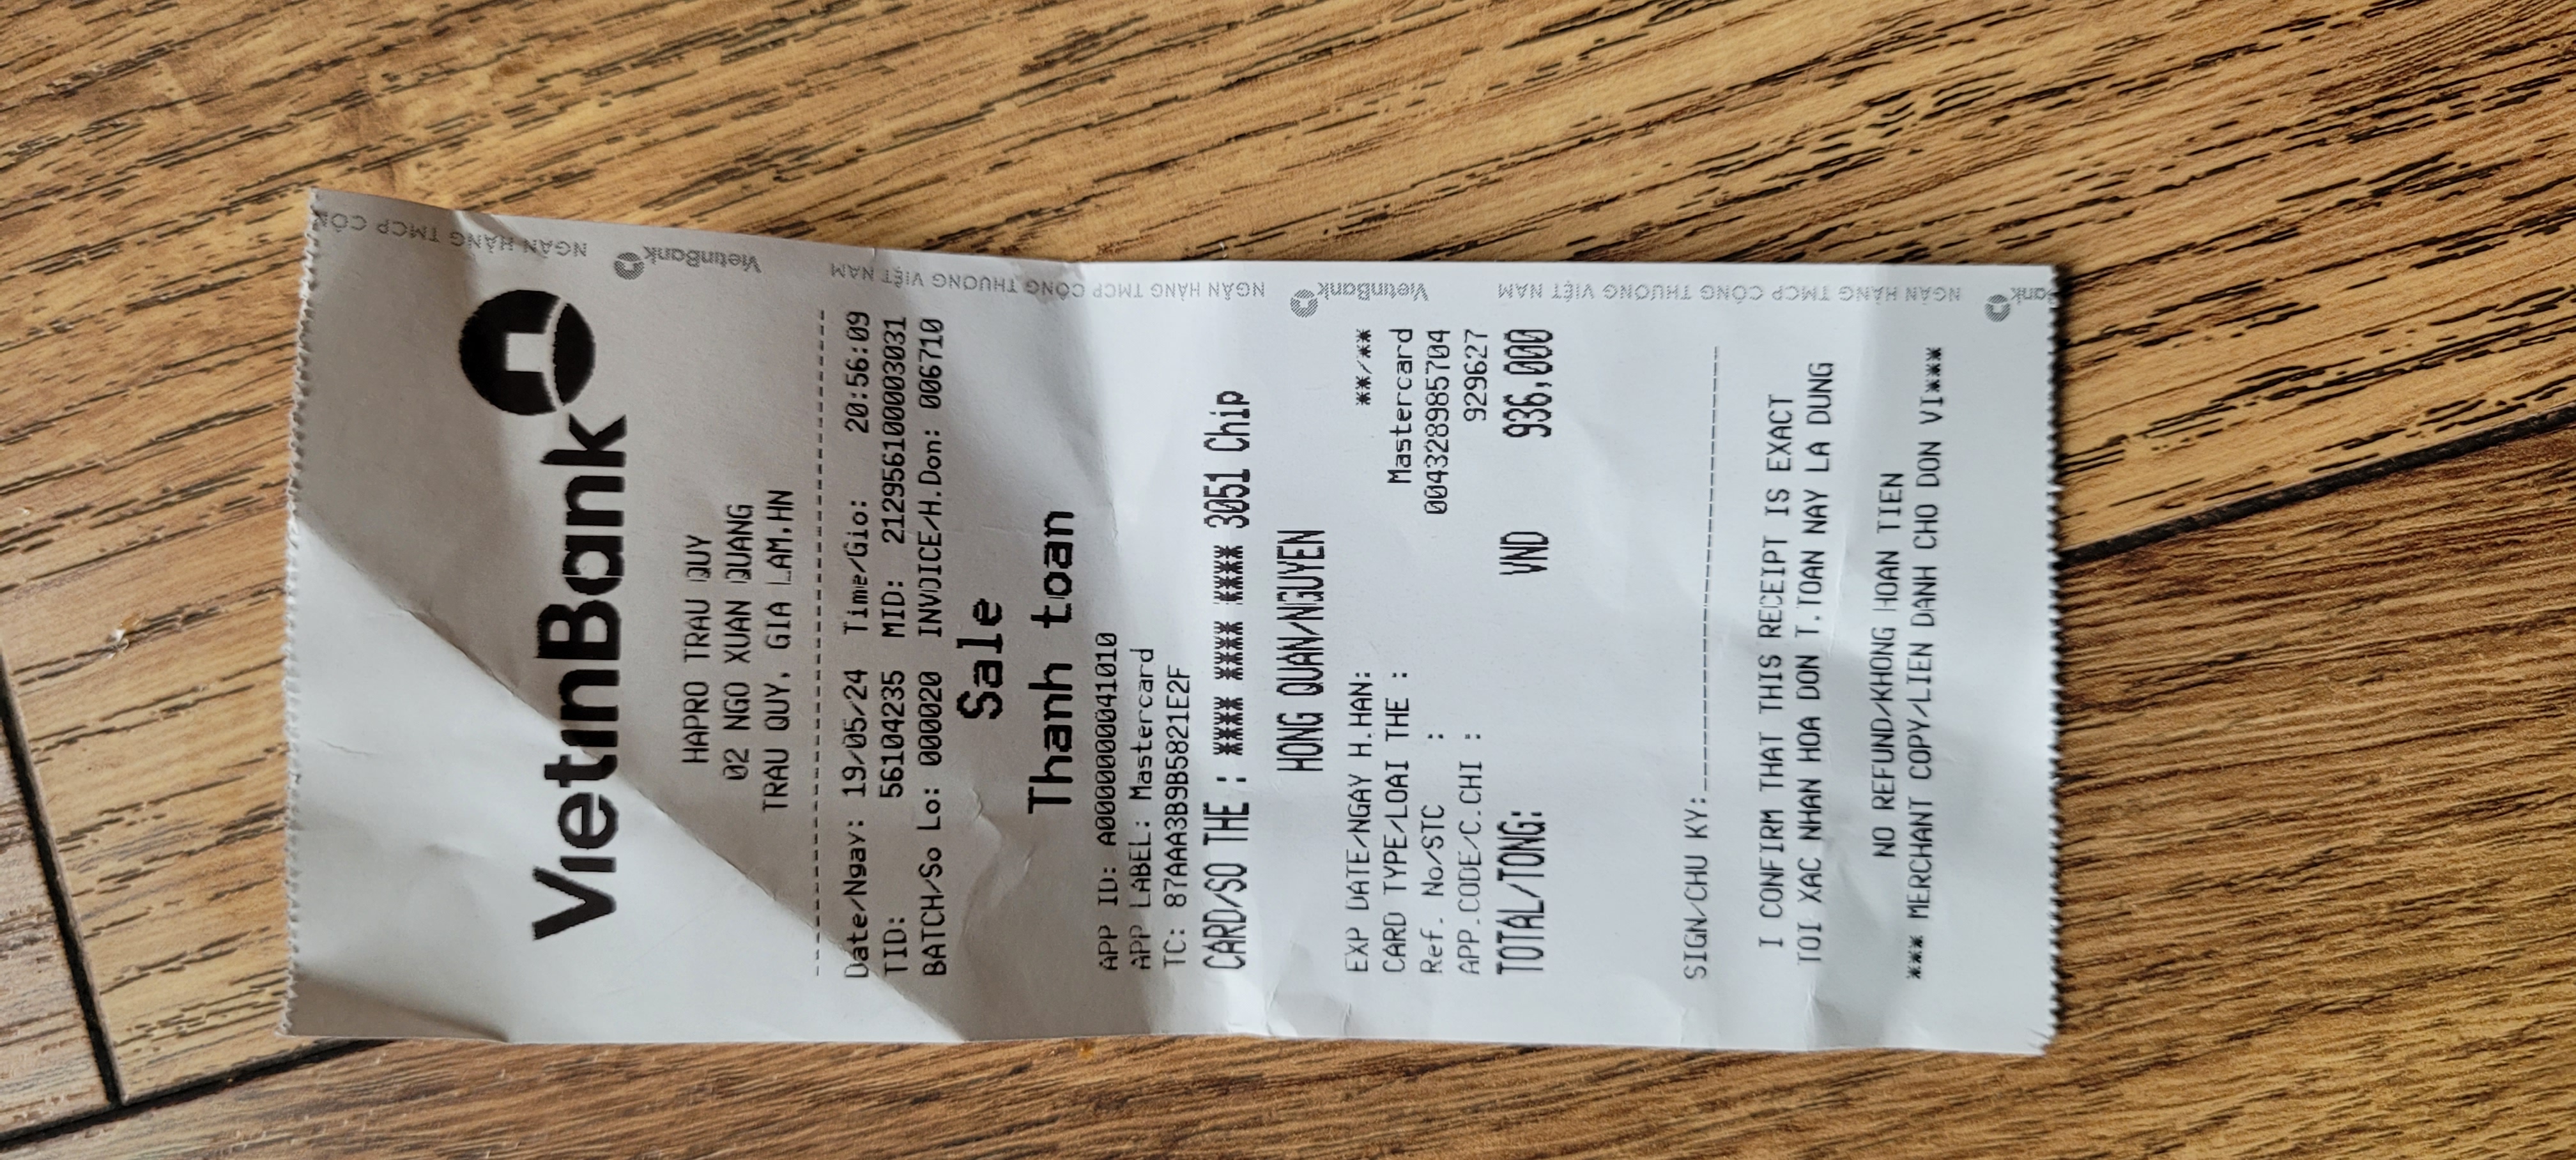 VietinBank
HAPRO TRAU QUY
02 NGO XUAN QUANG
TRAU QUY, GIA LAM,HN
Date/Ngay: 19/05/24 Time/Gio: 20:56:09
TID: 56104235 MID: 212956100003031
BATCH/So Lo: 000020 INVOICE/H.Don: 006710
Sale
Thanh toan
APP ID: A0000000041010
APP LABEL: Mastercard
TC: 87AAA3B9B5821E2F
CARD/SO THE : **** **** **** 3051 Chip
HONG QUAN/NGUYEN
EXP DATE/NGAY H.HAN: **/**
CARD TYPE/LOAI THE : Mastercard
Ref. No/STC : 004328985704
APP.CODE/C.CHI : 929627
TOTAL/TONG: VND 936,000
SIGN/CHU KY:
I CONFIRM THAT THIS RECEIPT IS EXACT
TOI XAC NHAN HOA DON T.TOAN NAY LA DUNG
NO REFUND/KHONG HOAN TIEN
*** MERCHANT COPY/LIEN DANH CHO DON VI***
NGÂN HÀNG TMCP CÔN
VietinBank
NGÂN HÀNG TMCP CÔNG THƯƠNG VIỆT NAM
VietinBank
NGÂN HÀNG TMCP CÔNG THƯƠNG VIỆT NAM
Bank